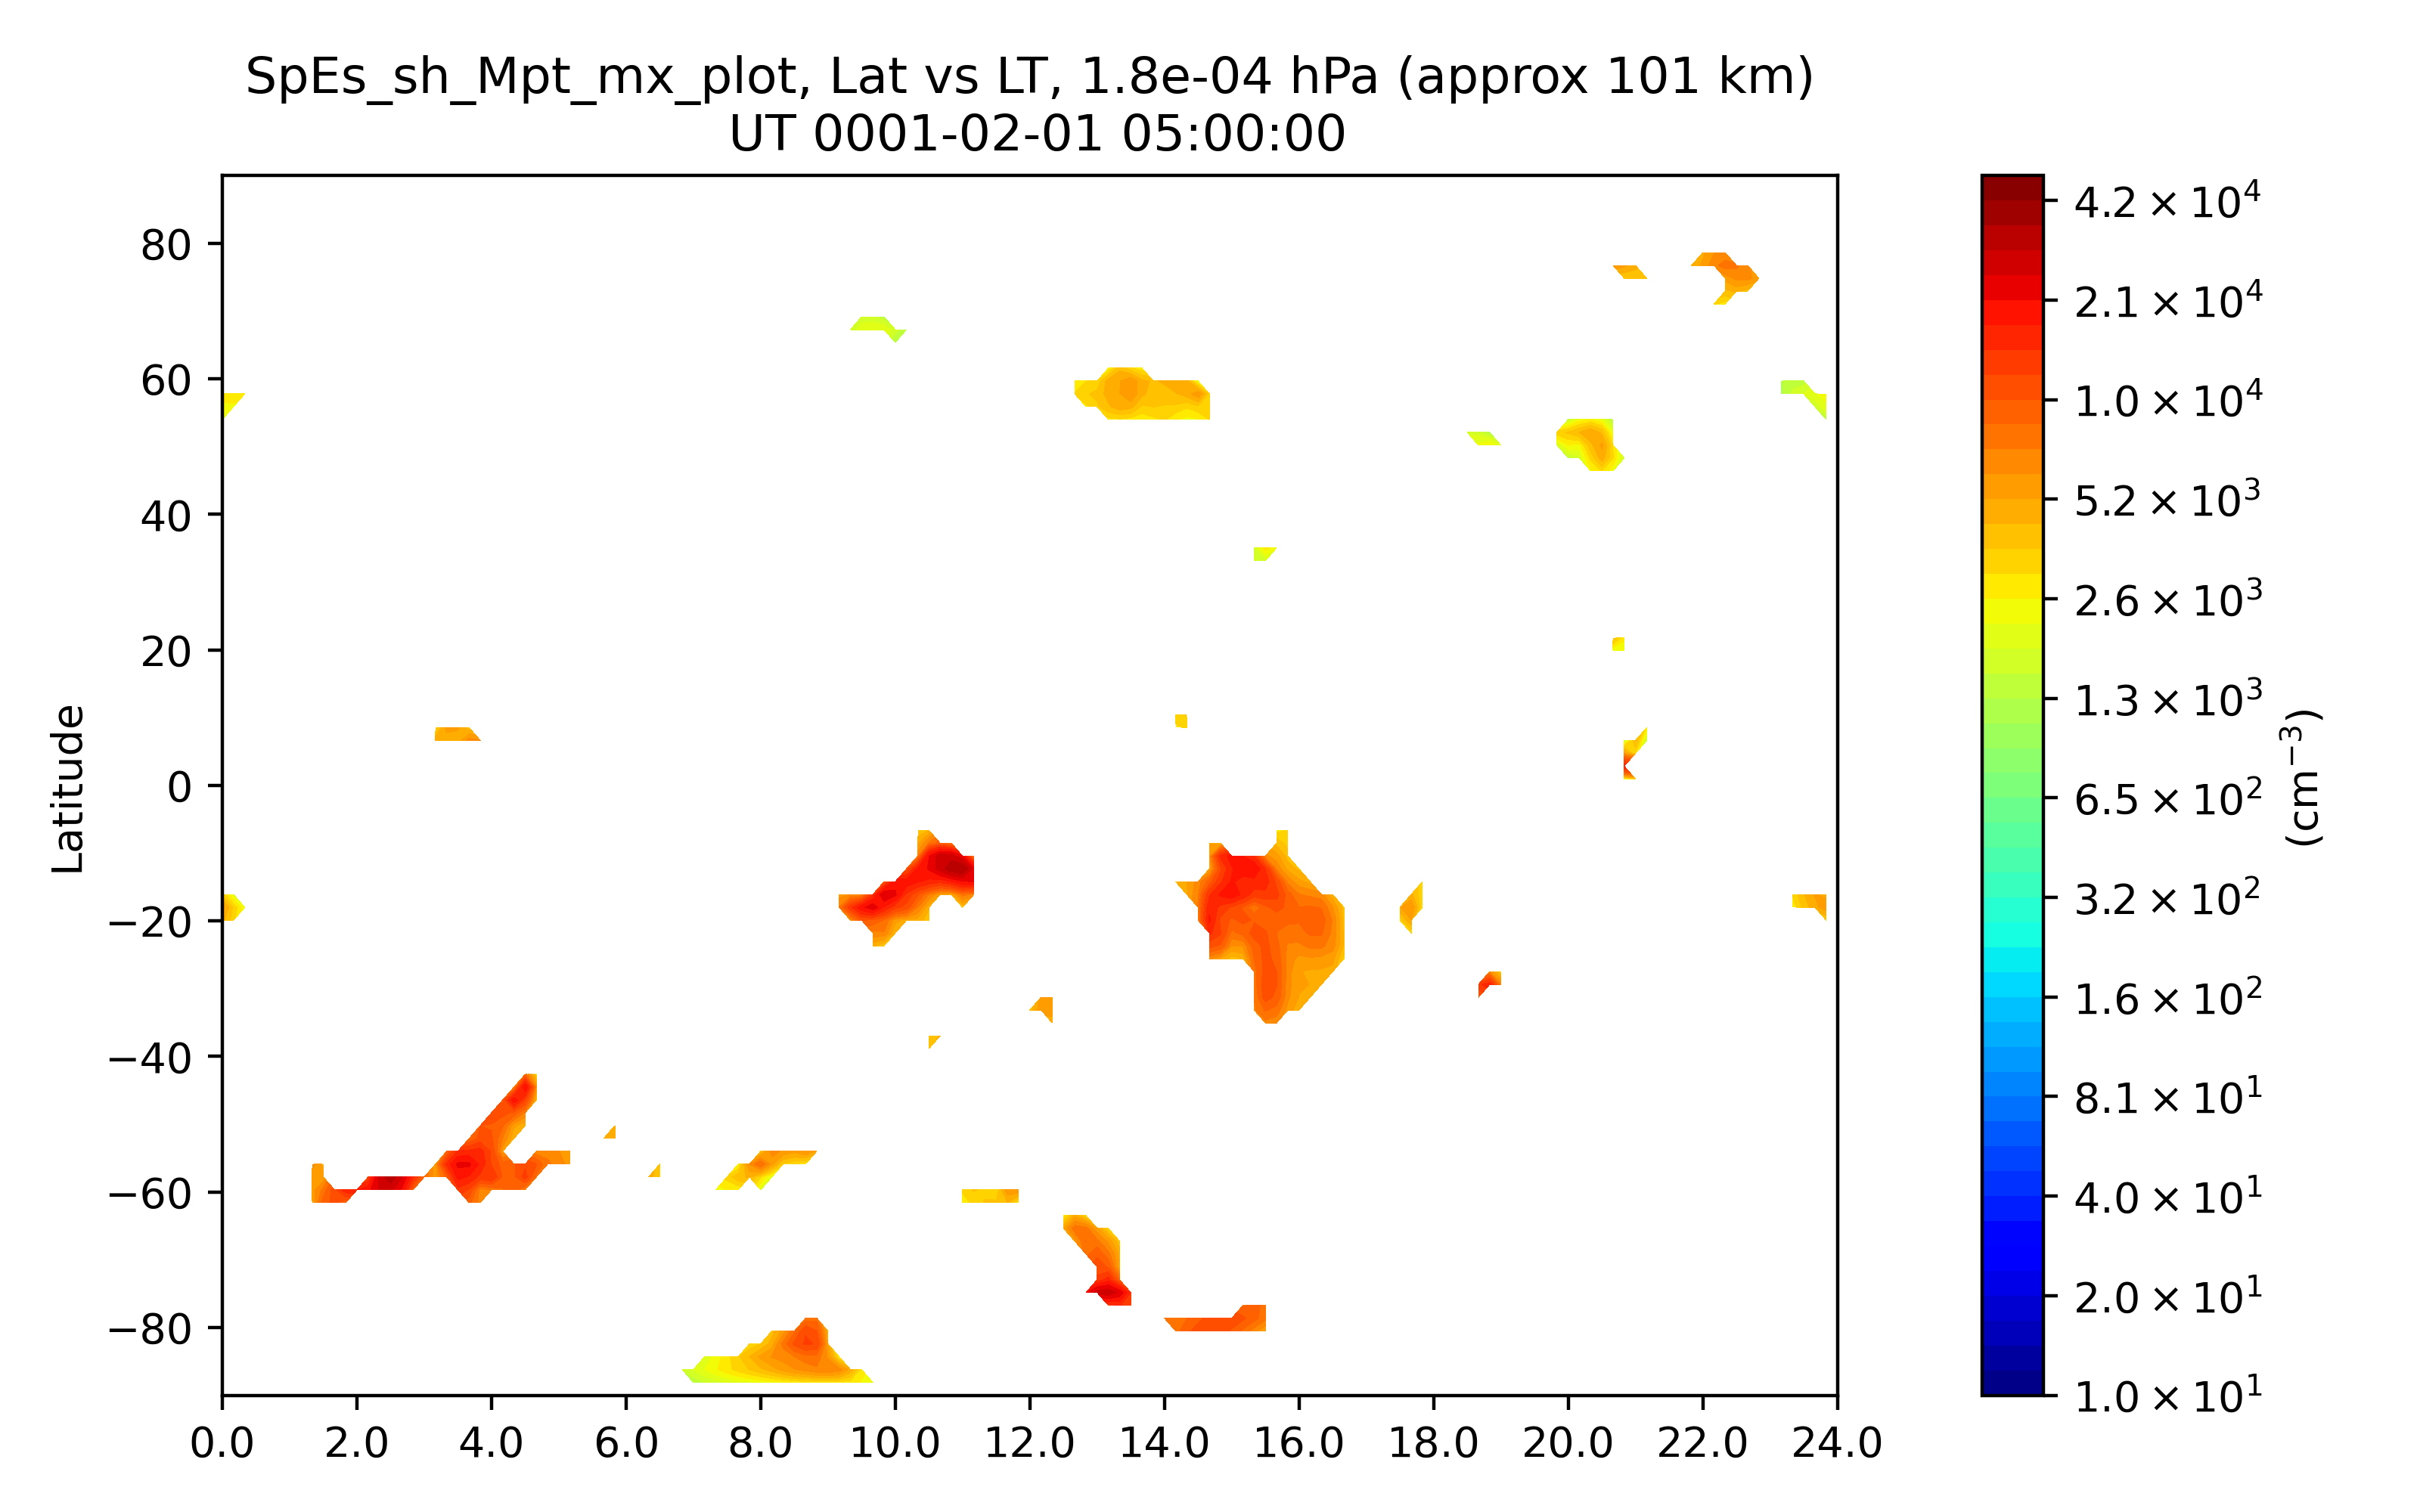 SpEs_sh_Mpt_mx_plot, Lat vs LT, 1.8e-04 hPa (approx 101 km)
UT 0001-02-01 05:00:00
Latitude
80
60
40
20
0
−20
−40
−60
−80
0.0 2.0 4.0 6.0 8.0 10.0 12.0 14.0 16.0 18.0 20.0 22.0 24.0
4.2 × 10⁴
2.1 × 10⁴
1.0 × 10⁴
5.2 × 10³
2.6 × 10³
1.3 × 10³
6.5 × 10²
3.2 × 10²
1.6 × 10²
8.1 × 10¹
4.0 × 10¹
2.0 × 10¹
1.0 × 10¹
(cm⁻³)